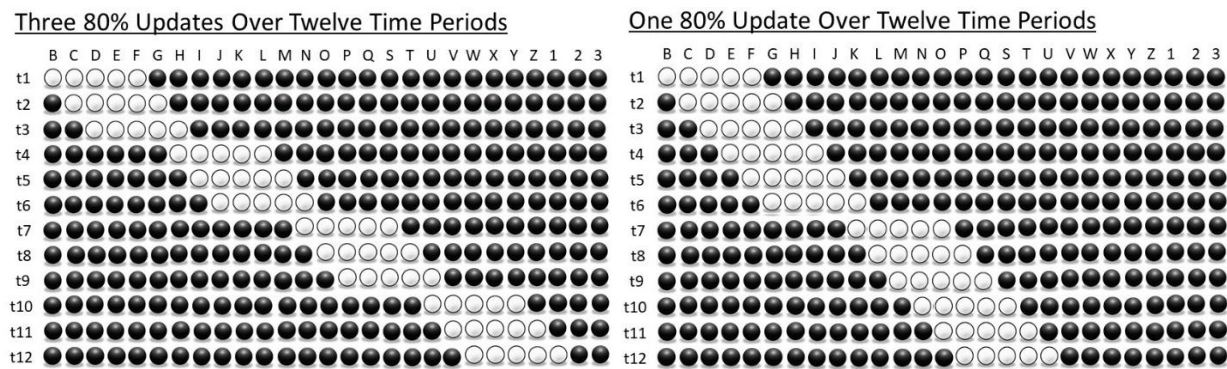 Three 80% Updates Over Twelve Time Periods
B C D E F G H I J K L M N O P Q S T U V W X Y Z 1 2 3
t1
t2
t3
t4
t5
t6
t7
t8
t9
t10
t11
t12
One 80% Update Over Twelve Time Periods
B C D E F G H I J K L M N O P Q S T U V W X Y Z 1 2 3
t1
t2
t3
t4
t5
t6
t7
t8
t9
t10
t11
t12